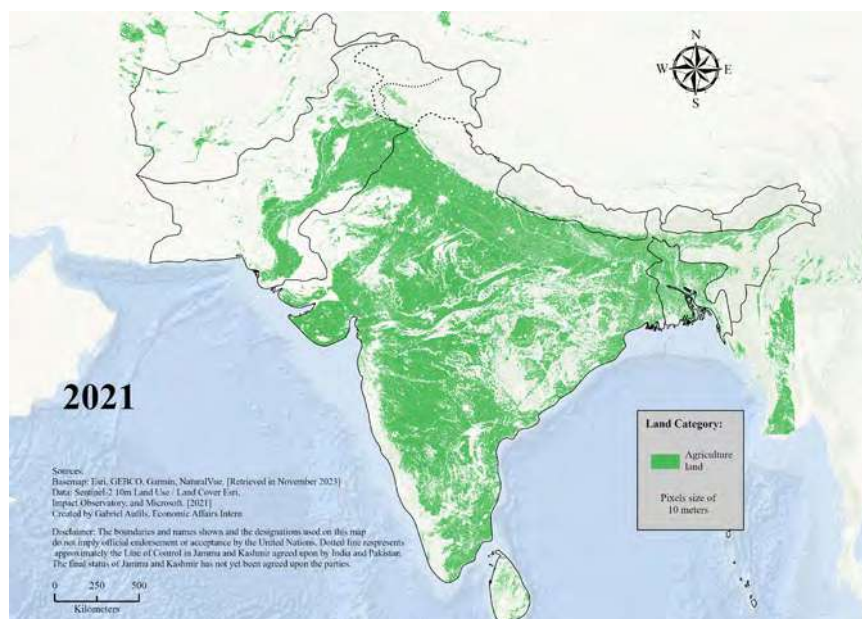 N
W E
S
2021
Sources:
Basemap: Esri, GEBCO, Garmin, NaturalVue. [Retrieved in November 2023]
Data: Sentinel-2 10m Land Use / Land Cover Esri,
Impact Observatory, and Microsoft. [2021]
Created by Gabriel Aufils, Economic Affairs Intern
Disclaimer: The boundaries and names shown and the designations used on this map
do not imply official endorsement or acceptance by the United Nations. Dotted line respresents
approximately the Line of Control in Jammu and Kashmir agreed upon by India and Pakistan.
The final status of Jammu and Kashmir has not yet been agreed upon the parties.
0 250 500
Kilometers
Land Category:
Agriculture
land
Pixels size of
10 meters